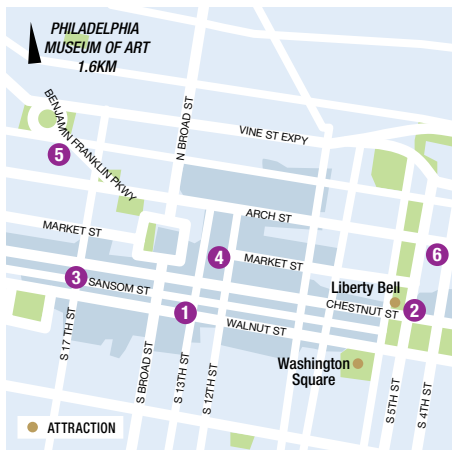 PHILADELPHIA
MUSEUM OF ART
1.6KM
BENJAMIN FRANKLIN PKWY
N BROAD ST
VINE ST EXPY
5
ARCH ST
MARKET ST
4
MARKET ST
6
3
SANSOM ST
Liberty Bell
CHESTNUT ST
2
1
WALNUT ST
Washington
Square
S 17 TH ST
S BROAD ST
S 13TH ST
S 12TH ST
S 5TH ST
S 4TH ST
ATTRACTION